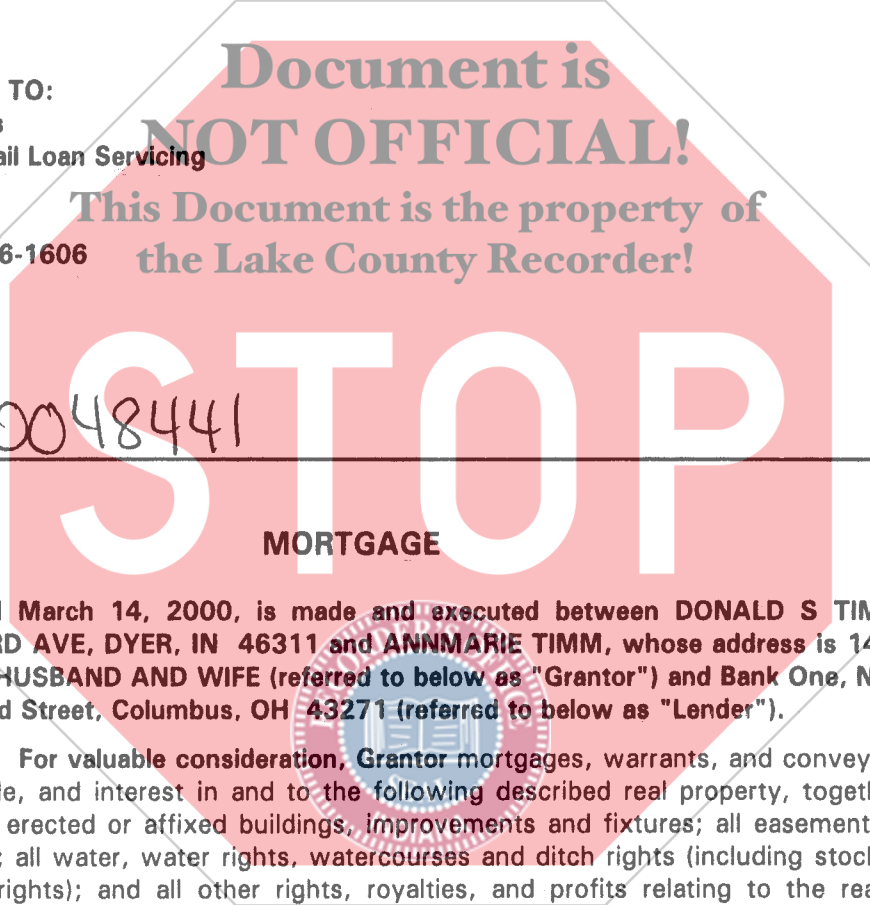 Document is
NOT OFFICIAL!
This Document is the property of
the Lake County Recorder!
TO:
ail Loan Servicing
6-1606
STOP
0048441
MORTGAGE
March 14, 2000, is made and executed between DONALD S TIM
RD AVE, DYER, IN 46311 and ANNMARIE TIMM, whose address is 14
HUSBAND AND WIFE (referred to below as "Grantor") and Bank One, N
d Street, Columbus, OH 43271 (referred to below as "Lender").
For valuable consideration, Grantor mortgages, warrants, and convey
le, and interest in and to the following described real property, togeth
erected or affixed buildings, improvements and fixtures; all easement
; all water, water rights, watercourses and ditch rights (including stock
rights); and all other rights, royalties, and profits relating to the rea